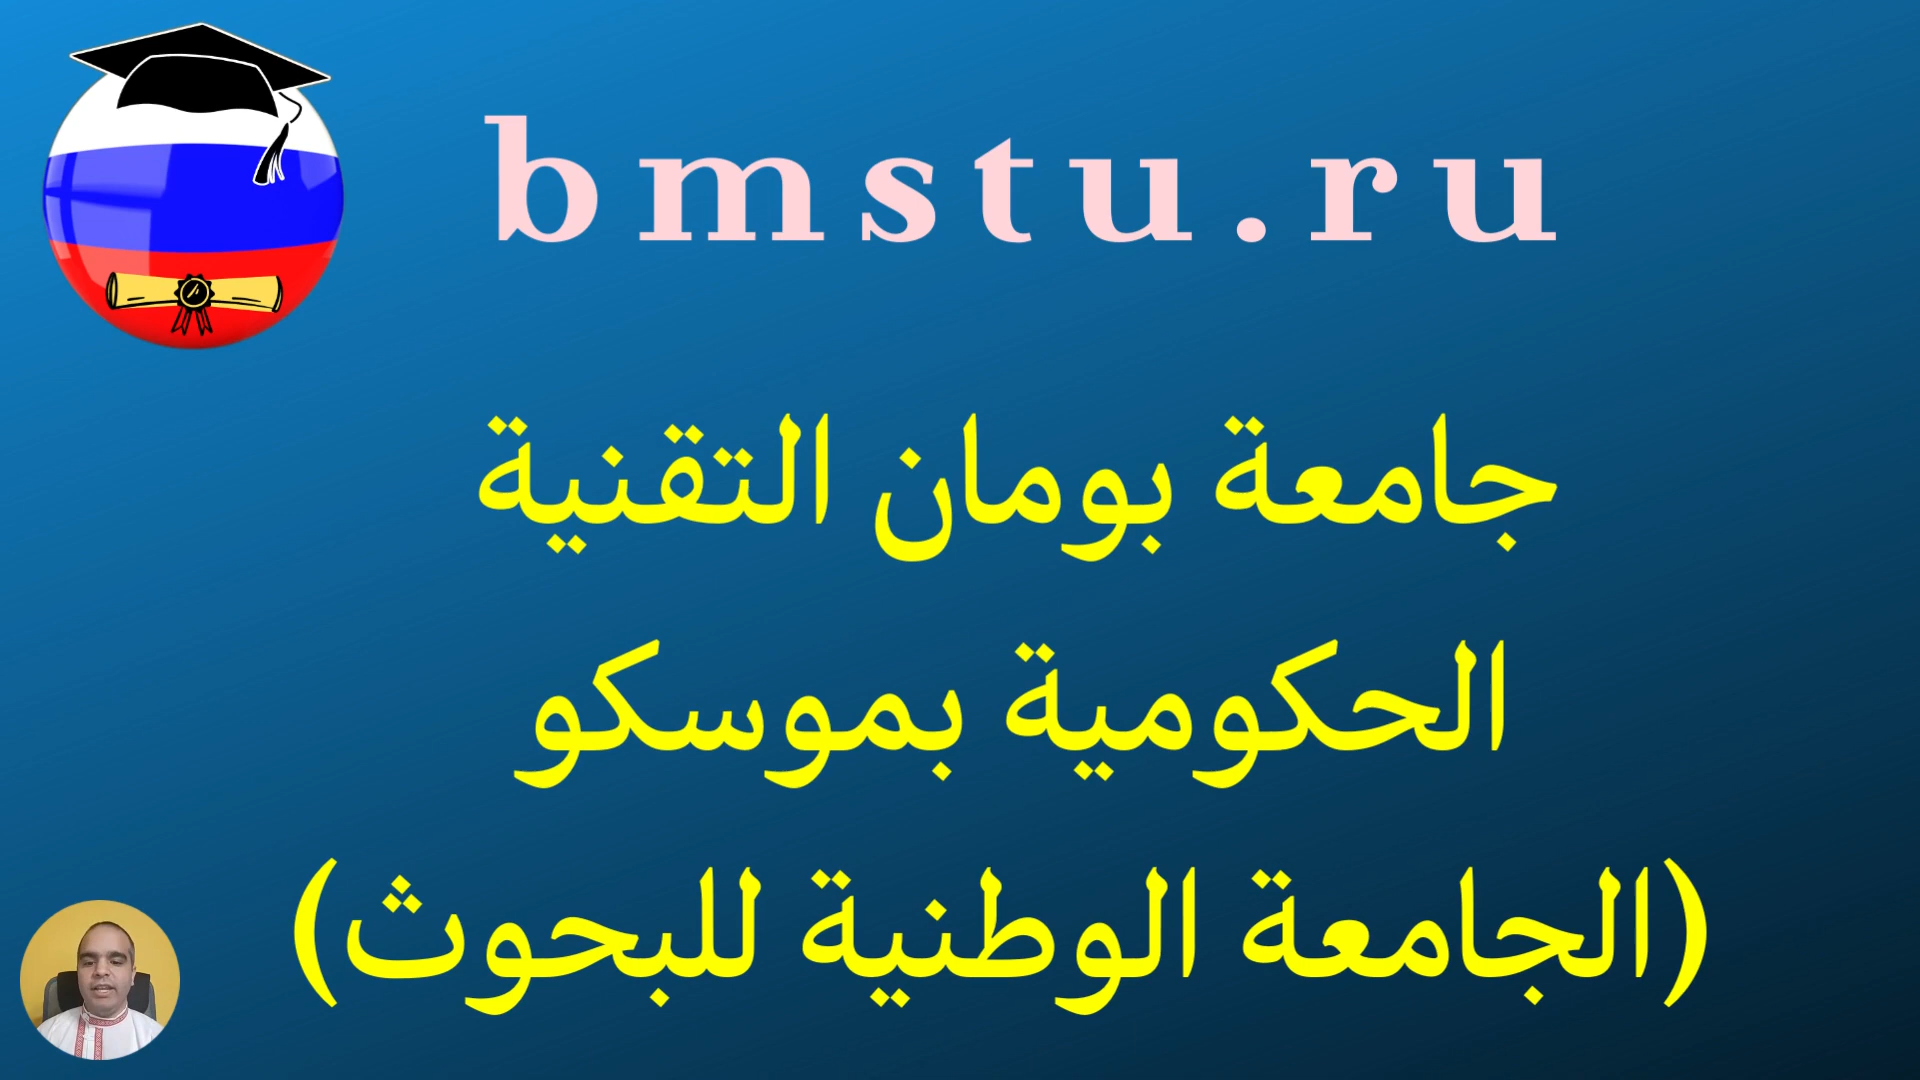 bmstu.ru
جامعة بومان التقنية
الحكومية بموسكو
(الجامعة الوطنية للبحوث)